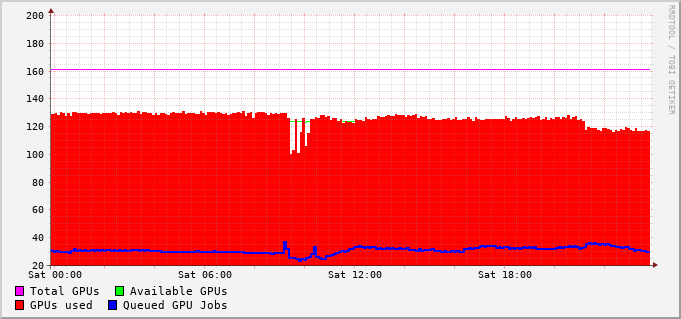 200
180
160
140
120
100
80
60
40
20
Sat 00:00 Sat 06:00 Sat 12:00 Sat 18:00
Total GPUs Available GPUs
GPUs used Queued GPU Jobs
RRDTOOL / TOBI OETIKER